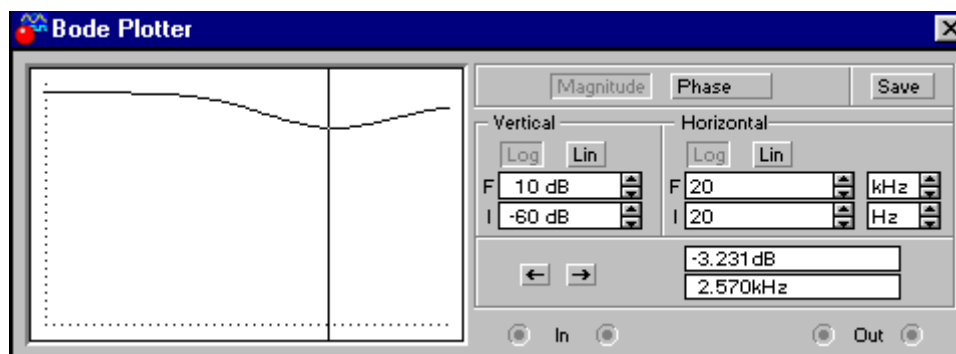 Bode Plotter
Magnitude Phase Save
Vertical Horizontal
Log Lin Log Lin
F 10 dB F 20 kHz
I -60 dB I 20 Hz
← →
-3.231dB
2.570kHz
In Out